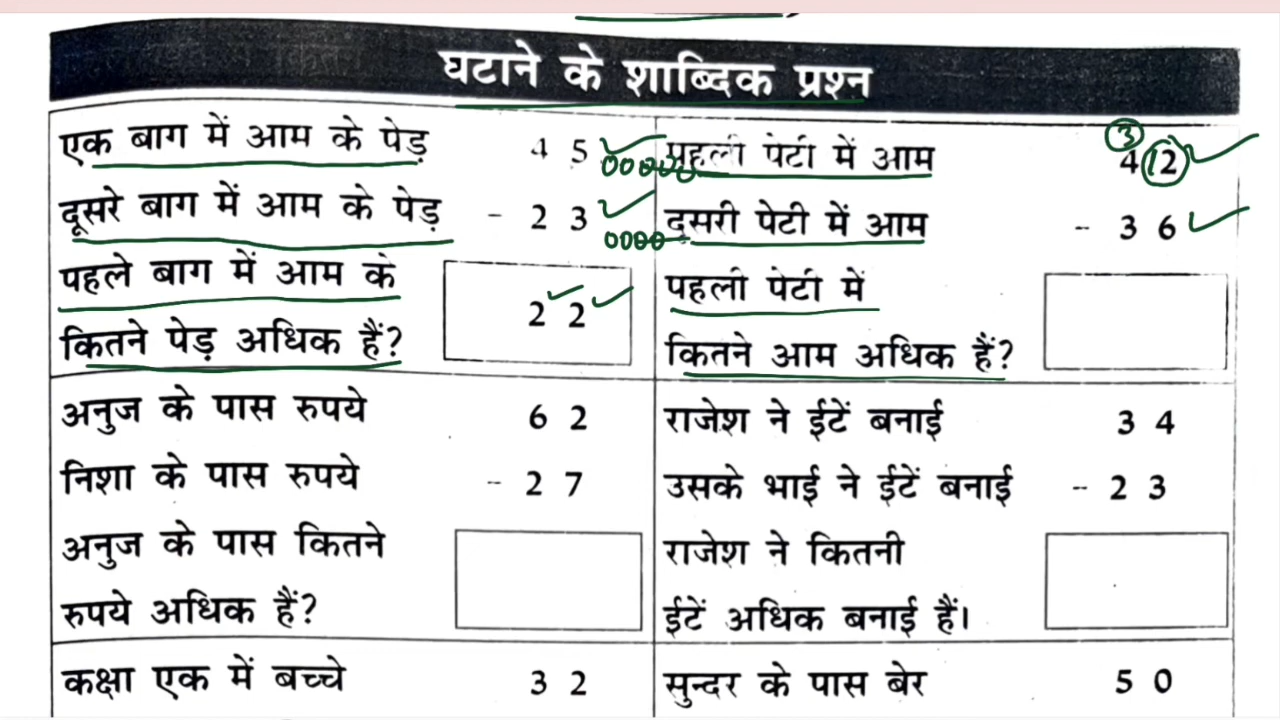 घटाने के शाब्दिक प्रश्न
एक बाग में आम के पेड़ 4 5
दूसरे बाग में आम के पेड़ - 2 3
पहले बाग में आम के
कितने पेड़ अधिक हैं? 2 2
पहली पेटी में आम 3 4 12
दूसरी पेटी में आम - 3 6
पहली पेटी में
कितने आम अधिक हैं?
अनुज के पास रुपये 6 2
निशा के पास रुपये - 2 7
अनुज के पास कितने
रुपये अधिक हैं?
राजेश ने ईटें बनाई 3 4
उसके भाई ने ईटें बनाई - 2 3
राजेश ने कितनी
ईटें अधिक बनाई हैं।
कक्षा एक में बच्चे 3 2
सुन्दर के पास बेर 5 0